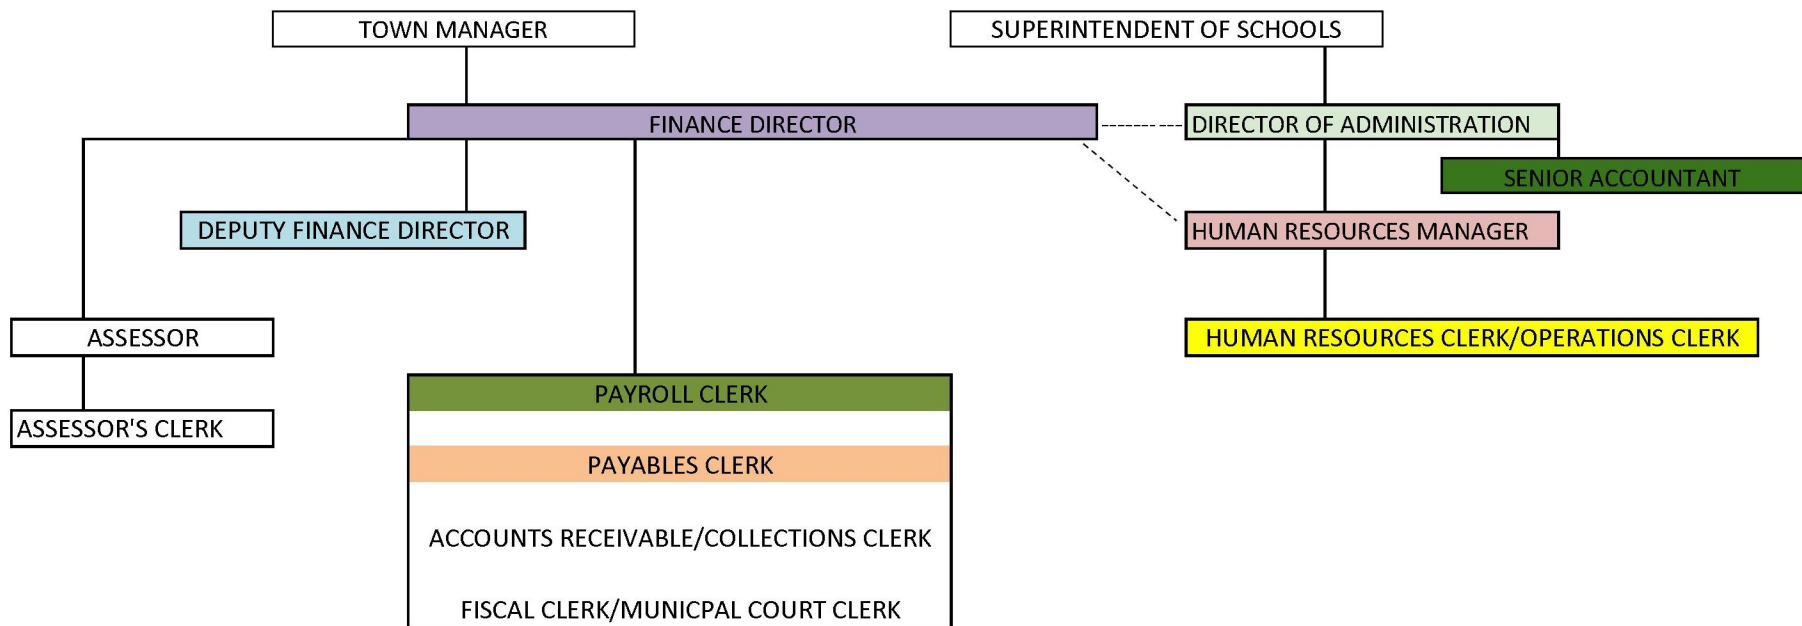 TOWN MANAGER
SUPERINTENDENT OF SCHOOLS
FINANCE DIRECTOR
DIRECTOR OF ADMINISTRATION
SENIOR ACCOUNTANT
DEPUTY FINANCE DIRECTOR
HUMAN RESOURCES MANAGER
ASSESSOR
HUMAN RESOURCES CLERK/OPERATIONS CLERK
PAYROLL CLERK
ASSESSOR'S CLERK
PAYABLES CLERK
ACCOUNTS RECEIVABLE/COLLECTIONS CLERK
FISCAL CLERK/MUNICPAL COURT CLERK